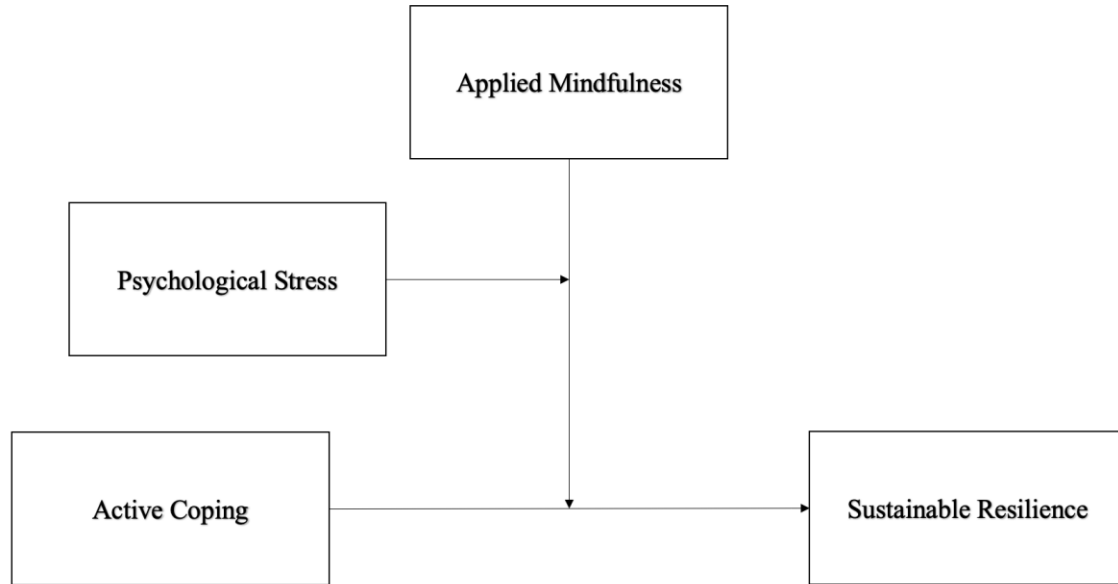 Applied Mindfulness
Psychological Stress
Active Coping
Sustainable Resilience